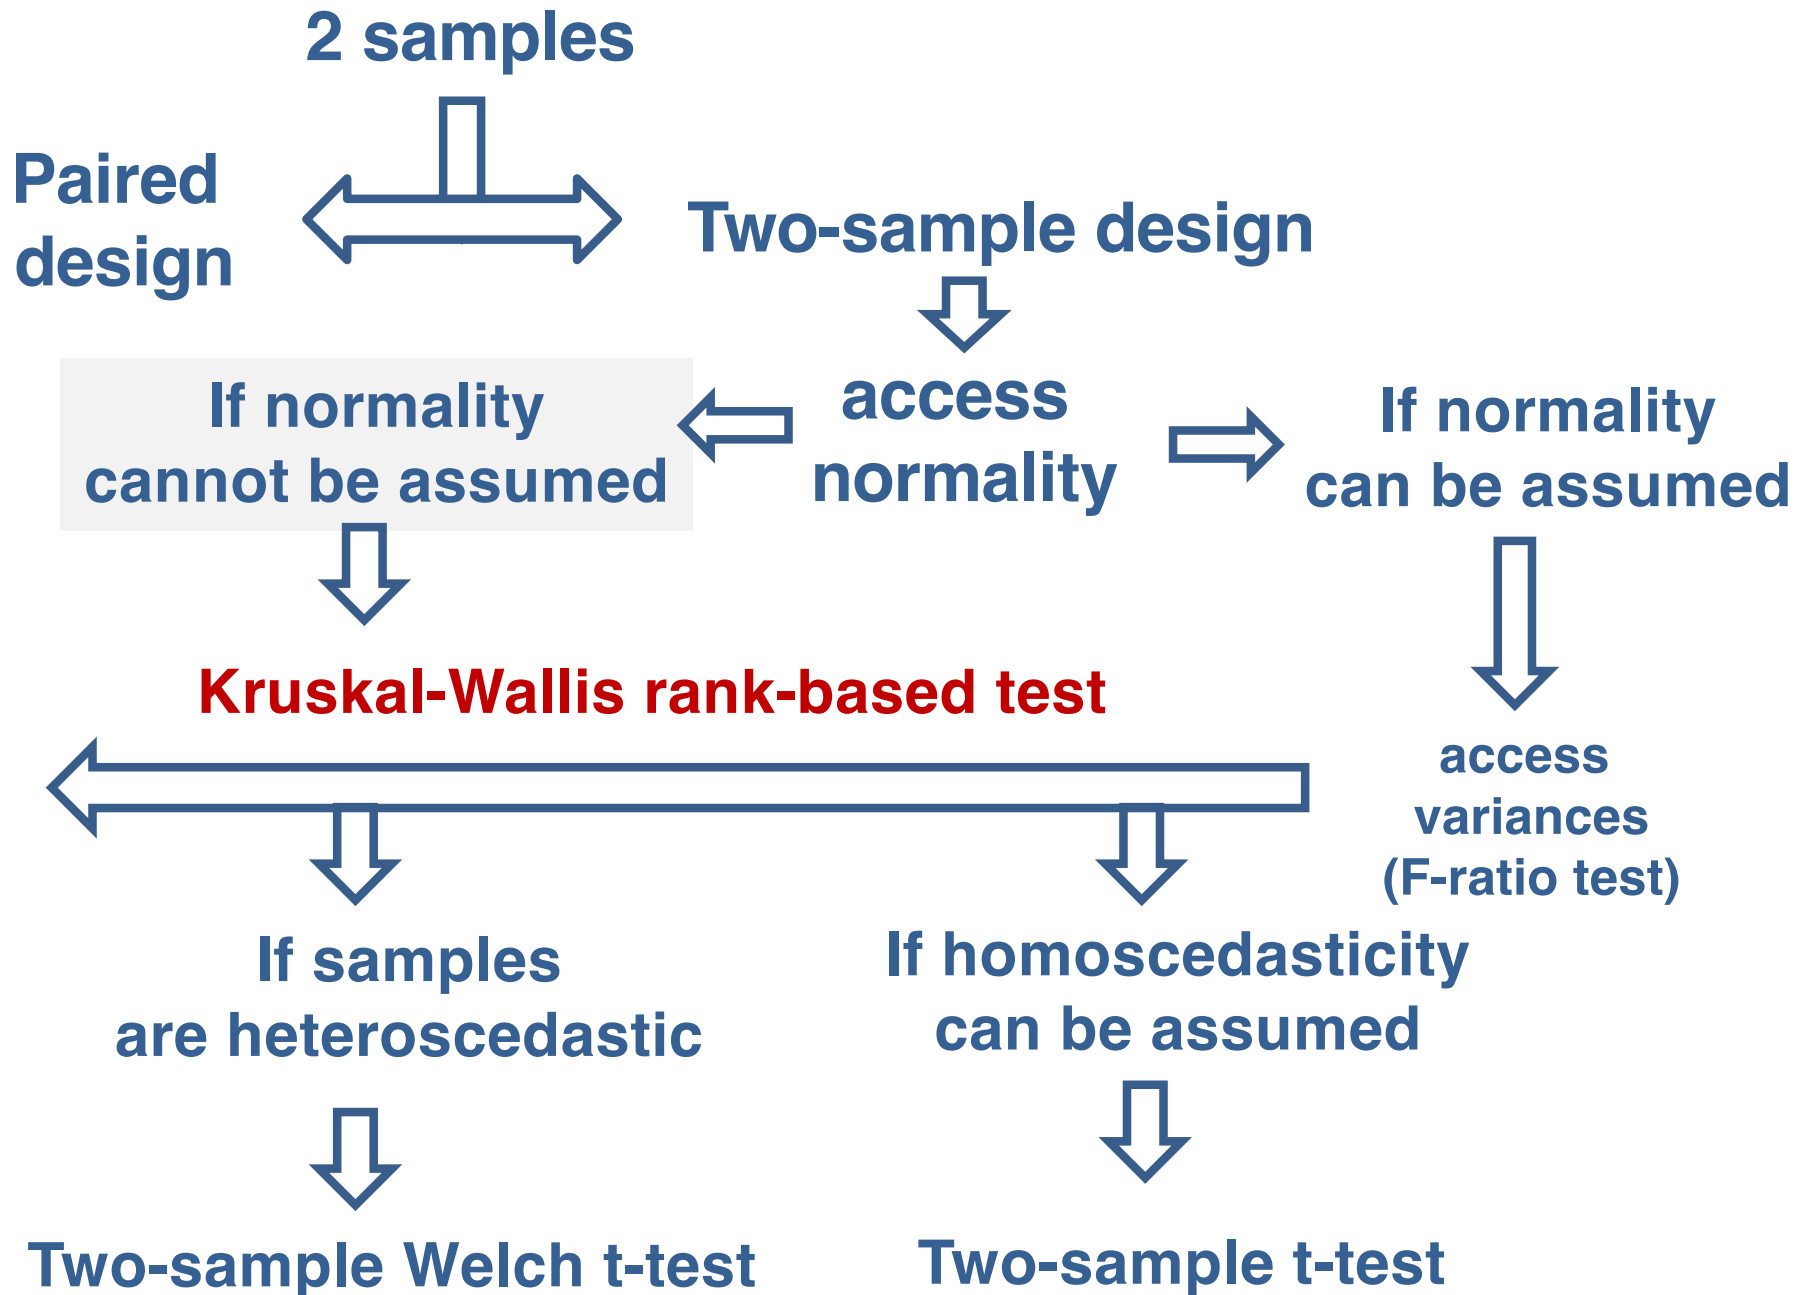 2 samples
Paired
design
Two-sample design
If normality
cannot be assumed
access
normality
If normality
can be assumed
Kruskal-Wallis rank-based test
access
variances
(F-ratio test)
If samples
are heteroscedastic
If homoscedasticity
can be assumed
Two-sample Welch t-test
Two-sample t-test